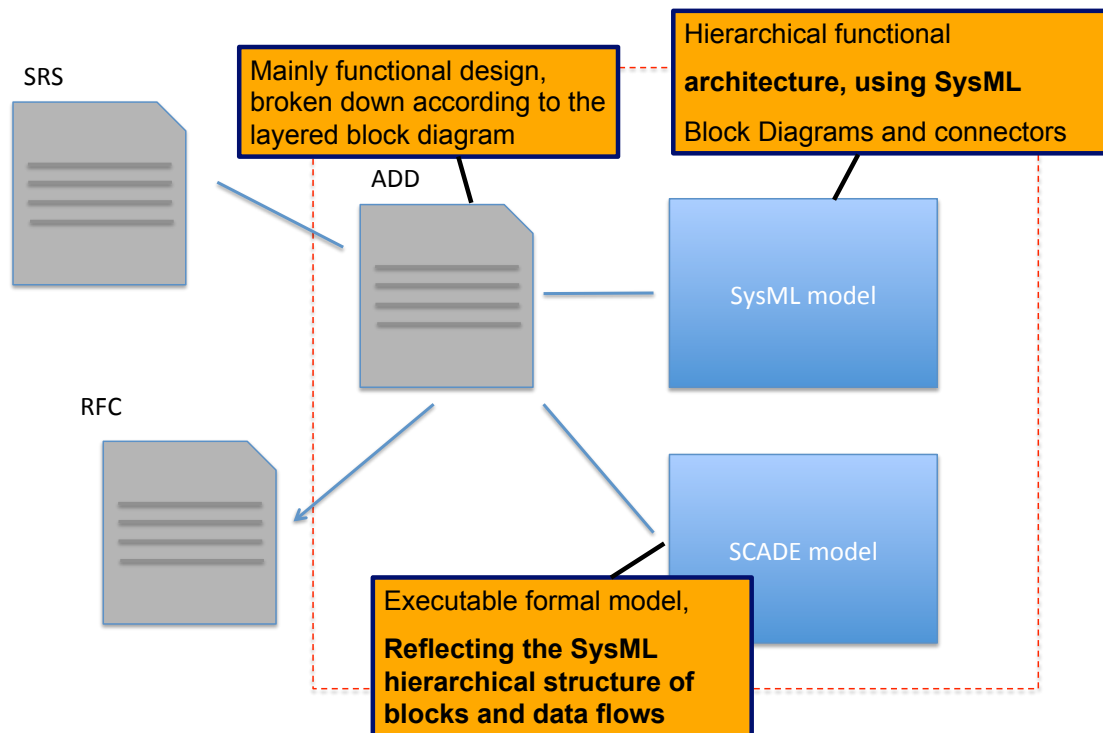 SRS
Mainly functional design,
broken down according to the
layered block diagram
Hierarchical functional
architecture, using SysML
Block Diagrams and connectors
ADD
SysML model
RFC
SCADE model
Executable formal model,
Reflecting the SysML
hierarchical structure of
blocks and data flows